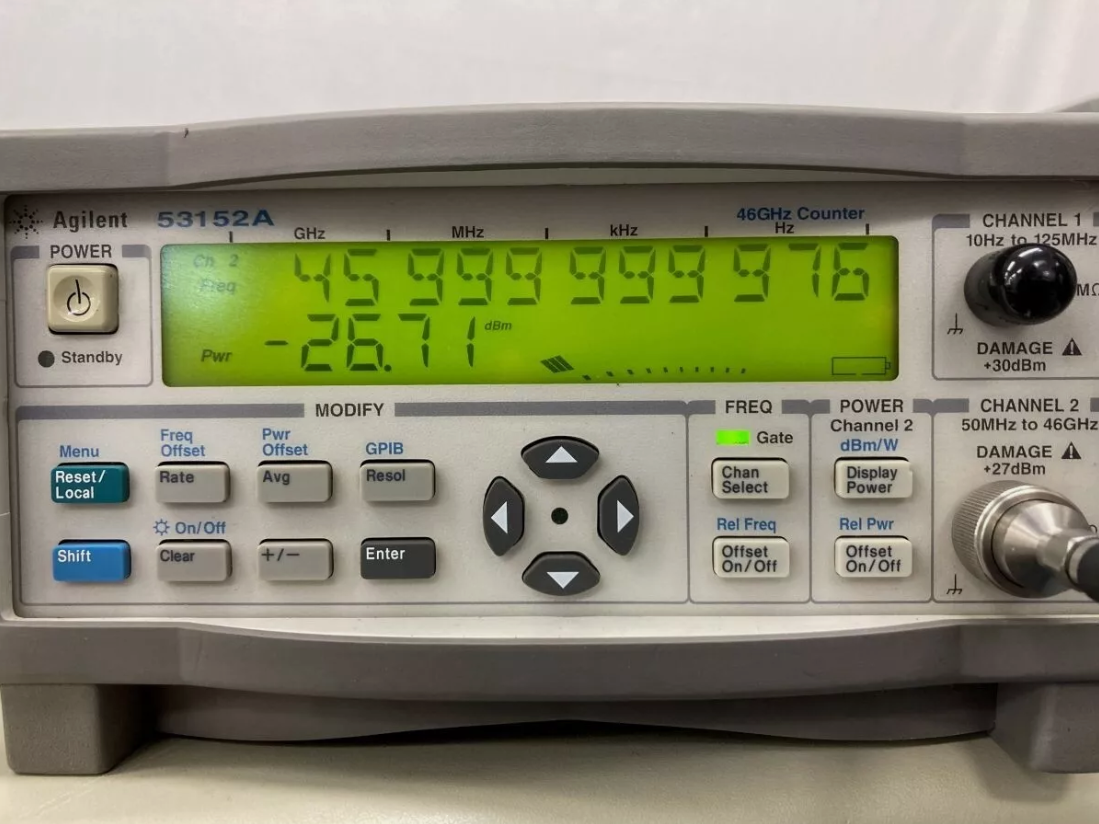 Agilent 53152A
46GHz Counter
GHz MHz kHz Hz
POWER
Standby
Ch 2
Freq
45 999 999 976
Pwr
-26.71 dBm
MODIFY
Menu
Reset/
Local
Freq
Offset
Rate
Pwr
Offset
Avg
GPIB
Resol
Shift
On/Off
Clear
+/−
Enter
FREQ
Gate
Chan
Select
Rel Freq
Offset
On/Off
POWER
Channel 2
dBm/W
Display
Power
Rel Pwr
Offset
On/Off
CHANNEL 1
10Hz to 125MHz
MΩ
DAMAGE
+30dBm
CHANNEL 2
50MHz to 46GHz
DAMAGE
+27dBm